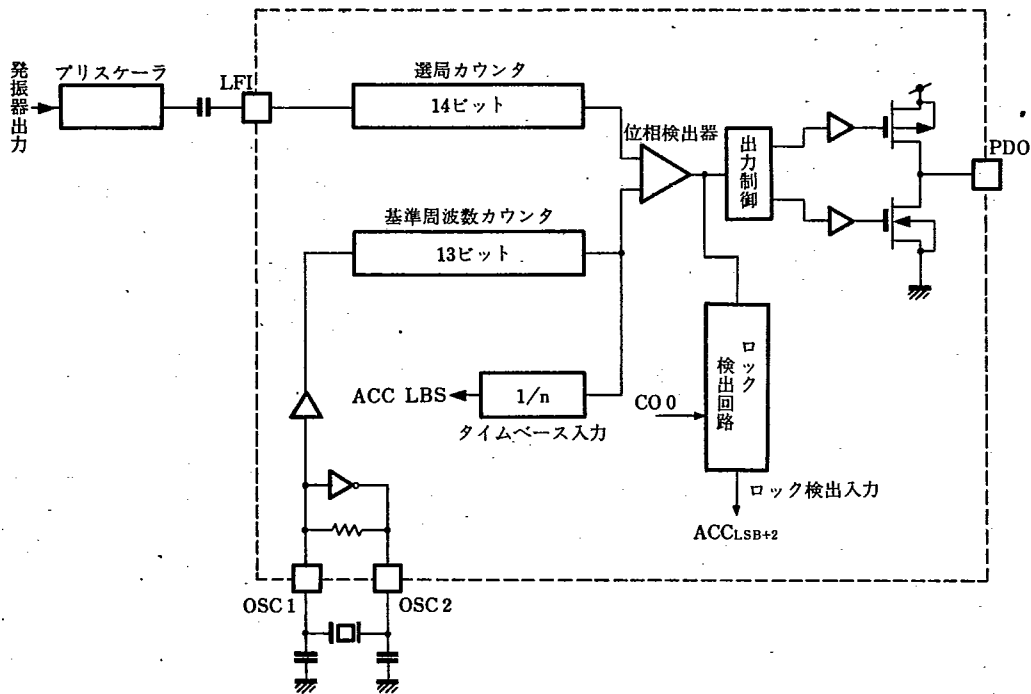 発振器出力
プリスケーラ
LFI
選局カウンタ
14ビット
位相検出器
出力制御
PDO
基準周波数カウンタ
13ビット
ACC LBS
1/n
タイムベース入力
CO 0
ロック
検出回路
ロック検出入力
ACCLSB+2
OSC 1
OSC 2